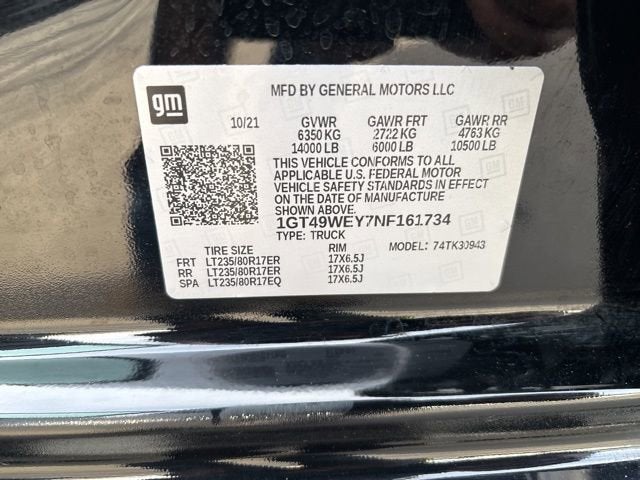 gm
MFD BY GENERAL MOTORS LLC
10/21 GVWR GAWR FRT GAWR RR
6350 KG 2722 KG 4763 KG
14000 LB 6000 LB 10500 LB
THIS VEHICLE CONFORMS TO ALL
APPLICABLE U.S. FEDERAL MOTOR
VEHICLE SAFETY STANDARDS IN EFFECT
ON THE DATE OF MANUFACTURE
SHOWN ABOVE.
1GT49WEY7NF161734
TYPE: TRUCK
TIRE SIZE RIM MODEL: 74TK30943
FRT LT235/80R17ER 17X6.5J
RR LT235/80R17ER 17X6.5J
SPA LT235/80R17EQ 17X6.5J